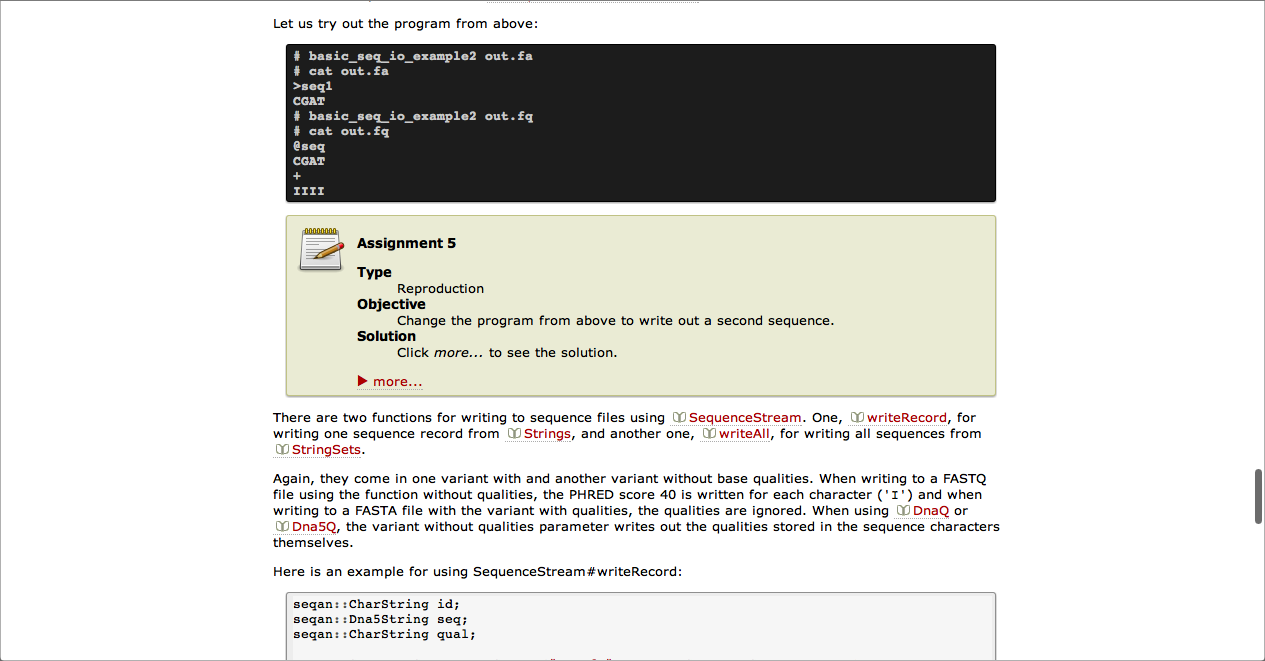 Let us try out the program from above:
# basic_seq_io_example2 out.fa
# cat out.fa
>seq1
CGAT
# basic_seq_io_example2 out.fq
# cat out.fq
@seq
CGAT
+
IIII
Assignment 5
Type
Reproduction
Objective
Change the program from above to write out a second sequence.
Solution
Click more... to see the solution.
▶ more...
There are two functions for writing to sequence files using SequenceStream. One, writeRecord, for
writing one sequence record from Strings, and another one, writeAll, for writing all sequences from
StringSets.
Again, they come in one variant with and another variant without base qualities. When writing to a FASTQ
file using the function without qualities, the PHRED score 40 is written for each character ('I') and when
writing to a FASTA file with the variant with qualities, the qualities are ignored. When using DnaQ or
Dna5Q, the variant without qualities parameter writes out the qualities stored in the sequence characters
themselves.
Here is an example for using SequenceStream#writeRecord:
seqan::CharString id;
seqan::Dna5String seq;
seqan::CharString qual;